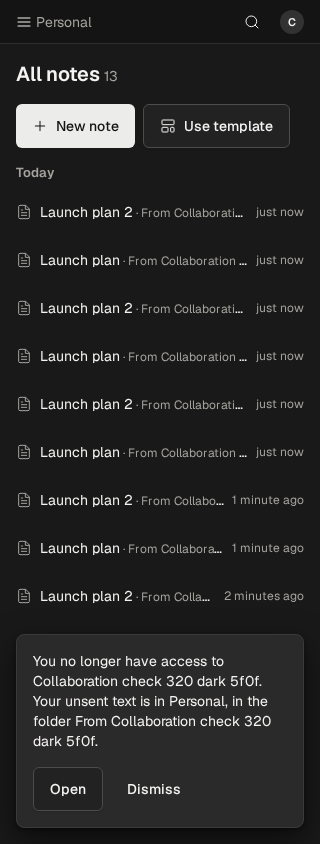 Personal
C
All notes 13
New note
Use template
Today
Launch plan 2 · From Collaborati... just now
Launch plan · From Collaboration ... just now
Launch plan 2 · From Collaborati... just now
Launch plan · From Collaboration ... just now
Launch plan 2 · From Collaborati... just now
Launch plan · From Collaboration ... just now
Launch plan 2 · From Collabo... 1 minute ago
Launch plan · From Collabora... 1 minute ago
Launch plan 2 · From Colla... 2 minutes ago
You no longer have access to
Collaboration check 320 dark 5f0f.
Your unsent text is in Personal, in the
folder From Collaboration check 320
dark 5f0f.
Open
Dismiss